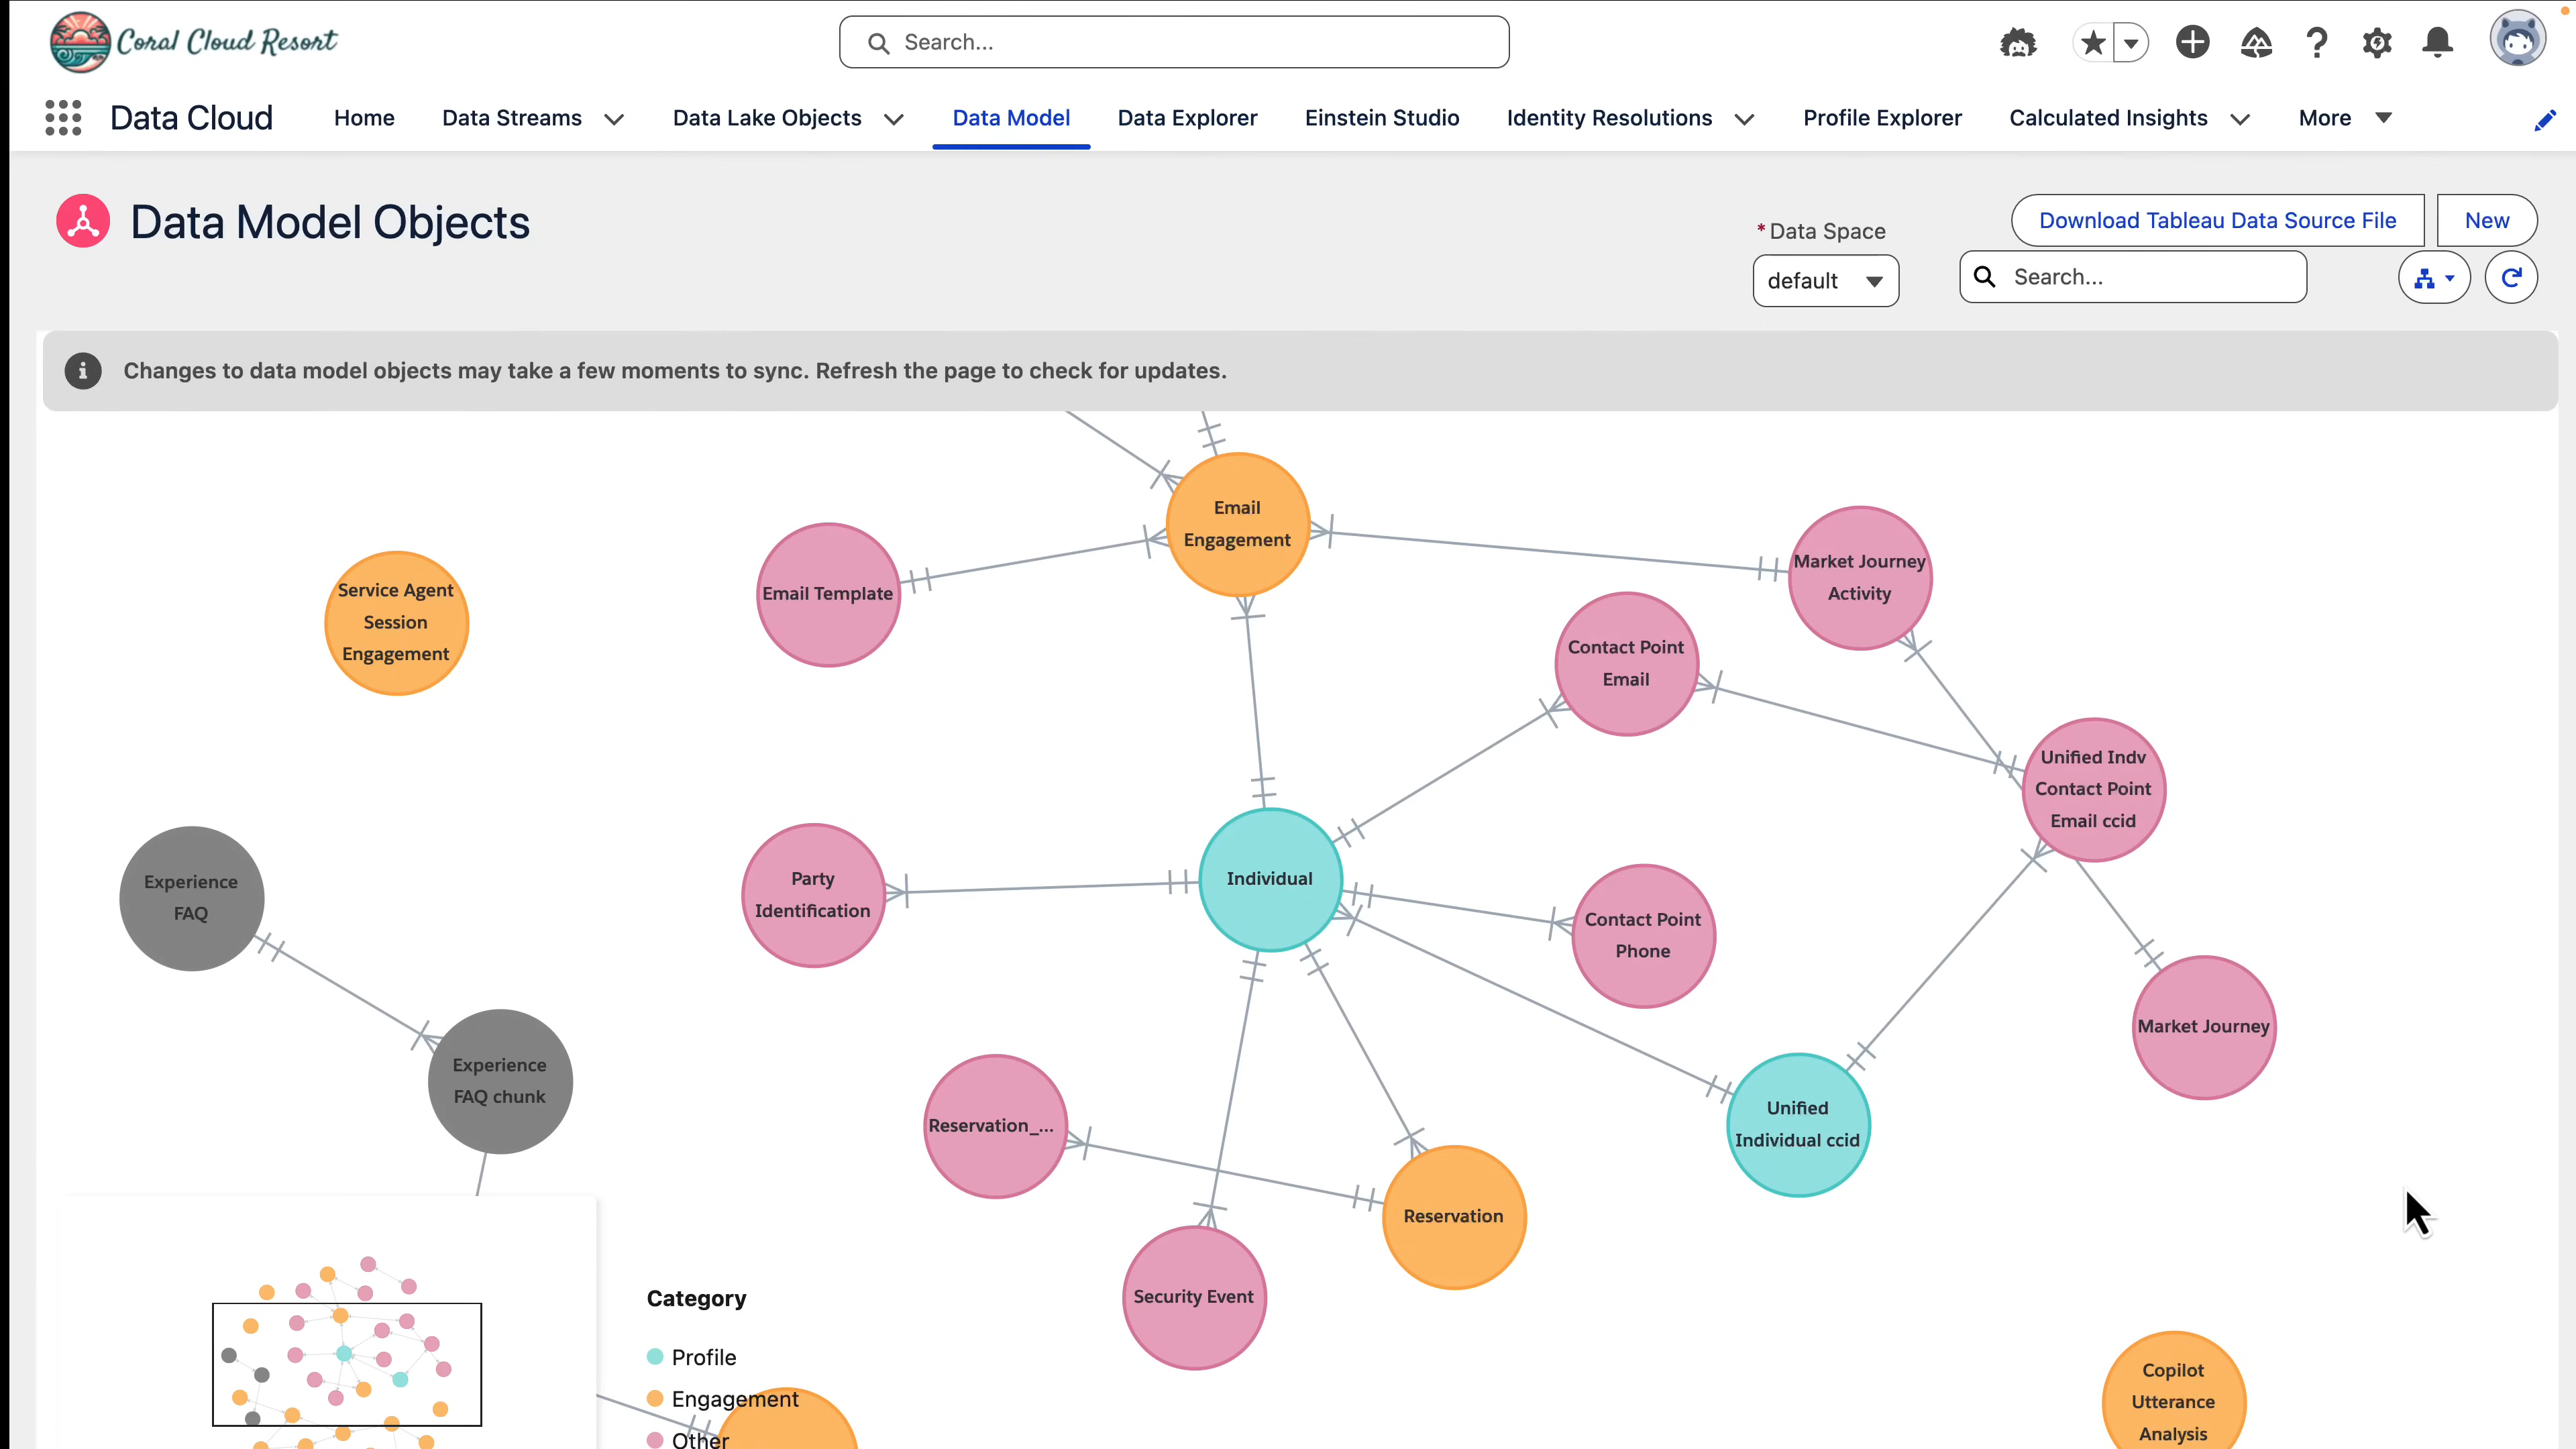 Coral Cloud Resort
Search...
Data Cloud
Home
Data Streams
Data Lake Objects
Data Model
Data Explorer
Einstein Studio
Identity Resolutions
Profile Explorer
Calculated Insights
More
Data Model Objects
* Data Space
default
Download Tableau Data Source File
New
Search...
Changes to data model objects may take a few moments to sync. Refresh the page to check for updates.
Email
Engagement
Email Template
Market Journey
Activity
Service Agent
Session
Engagement
Contact Point
Email
Unified Indv
Contact Point
Email ccid
Experience
FAQ
Party
Identification
Individual
Contact Point
Phone
Market Journey
Experience
FAQ chunk
Reservation_...
Unified
Individual ccid
Reservation
Security Event
Copilot
Utterance
Analysis
Category
Profile
Engagement
Other